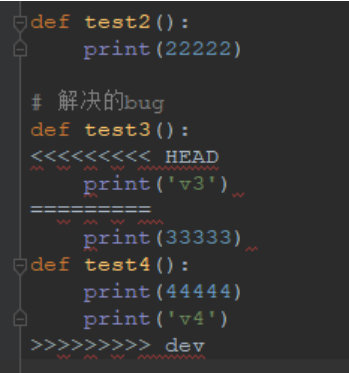 def test2():
    print(22222)
# 解决的bug
def test3():
<<<<<<<<< HEAD
    print('v3')
=========
    print(33333)
def test4():
    print(44444)
    print('v4')
>>>>>>>>> dev